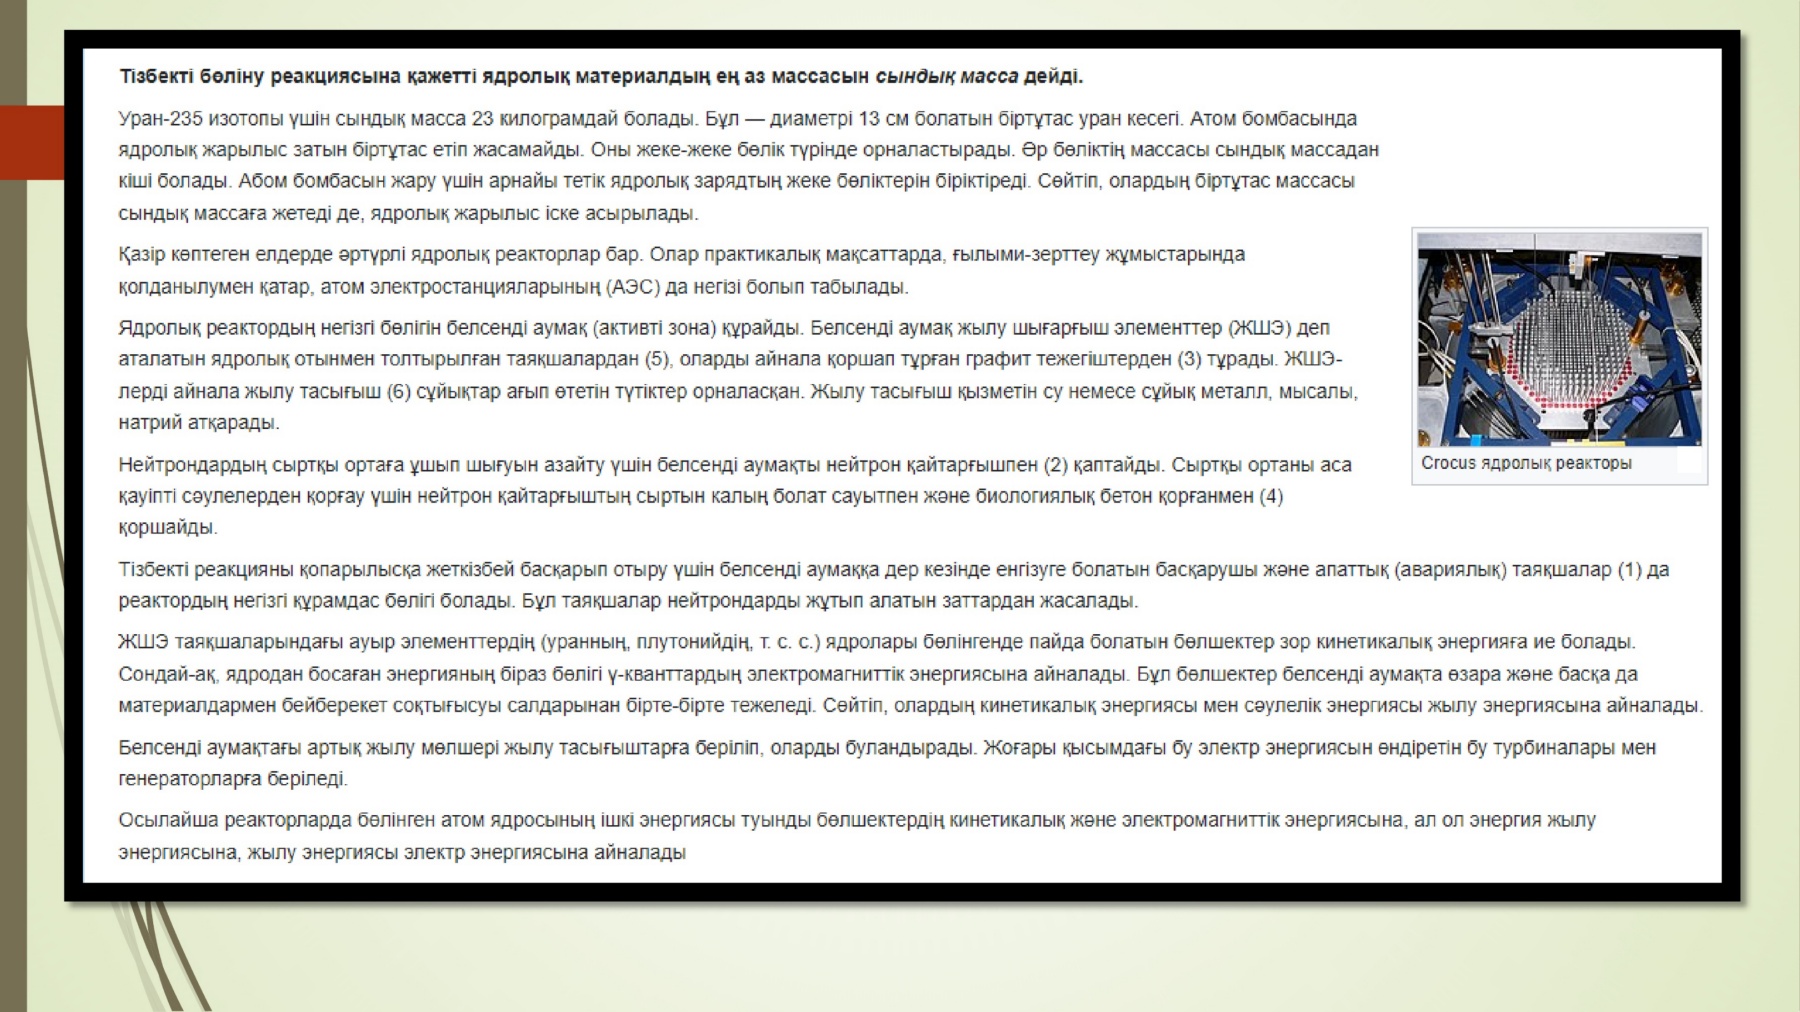 Тізбекті бөліну реакциясына қажетті ядролық материалдың ең аз массасын сындық масса дейді.
Уран-235 изотопы үшін сындық масса 23 килограмдай болады. Бұл — диаметрі 13 см болатын біртұтас уран кесегі. Атом бомбасында
ядролық жарылыс затын біртұтас етіп жасамайды. Оны жеке-жеке бөлік түрінде орналастырады. Әр бөліктің массасы сындық массадан
кіші болады. Абом бомбасын жару үшін арнайы тетік ядролық зарядтың жеке бөліктерін біріктіреді. Сөйтіп, олардың біртұтас массасы
сындық массаға жетеді де, ядролық жарылыс іске асырылады.
Қазір көптеген елдерде әртүрлі ядролық реакторлар бар. Олар практикалық мақсаттарда, ғылыми-зерттеу жұмыстарында
қолданылумен қатар, атом электростанцияларының (АЭС) да негізі болып табылады.
Ядролық реактордың негізгі бөлігін белсенді аумақ (активті зона) құрайды. Белсенді аумақ жылу шығарғыш элементтер (ЖШЭ) деп
аталатын ядролық отынмен толтырылған таяқшалардан (5), оларды айнала қоршап тұрған графит тежегіштерден (3) тұрады. ЖШЭ-
лерді айнала жылу тасығыш (6) сұйықтар ағып өтетін түтіктер орналасқан. Жылу тасығыш қызметін су немесе сұйық металл, мысалы,
натрий атқарады.
Crocus ядролық реакторы
Нейтрондардың сыртқы ортаға ұшып шығуын азайту үшін белсенді аумақты нейтрон қайтарғышпен (2) қаптайды. Сыртқы ортаны аса
қауіпті сәулелерден қорғау үшін нейтрон қайтарғыштың сыртын калың болат сауытпен және биологиялық бетон қорғанмен (4)
қоршайды.
Тізбекті реакцияны қопарылысқа жеткізбей басқарып отыру үшін белсенді аумаққа дер кезінде енгізуге болатын басқарушы және апаттық (авариялық) таяқшалар (1) да
реактордың негізгі құрамдас бөлігі болады. Бұл таяқшалар нейтрондарды жұтып алатын заттардан жасалады.
ЖШЭ таяқшаларындағы ауыр элементтердің (уранның, плутонийдің, т. с. с.) ядролары бөлінгенде пайда болатын бөлшектер зор кинетикалық энергияға ие болады.
Сондай-ақ, ядродан босаған энергияның біраз бөлігі γ-кванттардың электромагниттік энергиясына айналады. Бұл бөлшектер белсенді аумақта өзара және басқа да
материалдармен бейберекет соқтығысуы салдарынан бірте-бірте тежеледі. Сөйтіп, олардың кинетикалық энергиясы мен сәулелік энергиясы жылу энергиясына айналады.
Белсенді аумақтағы артық жылу мөлшері жылу тасығыштарға беріліп, оларды буландырады. Жоғары қысымдағы бу электр энергиясын өндіретін бу турбиналары мен
генераторларға беріледі.
Осылайша реакторларда бөлінген атом ядросының ішкі энергиясы туынды бөлшектердің кинетикалық және электромагниттік энергиясына, ал ол энергия жылу
энергиясына, жылу энергиясы электр энергиясына айналады